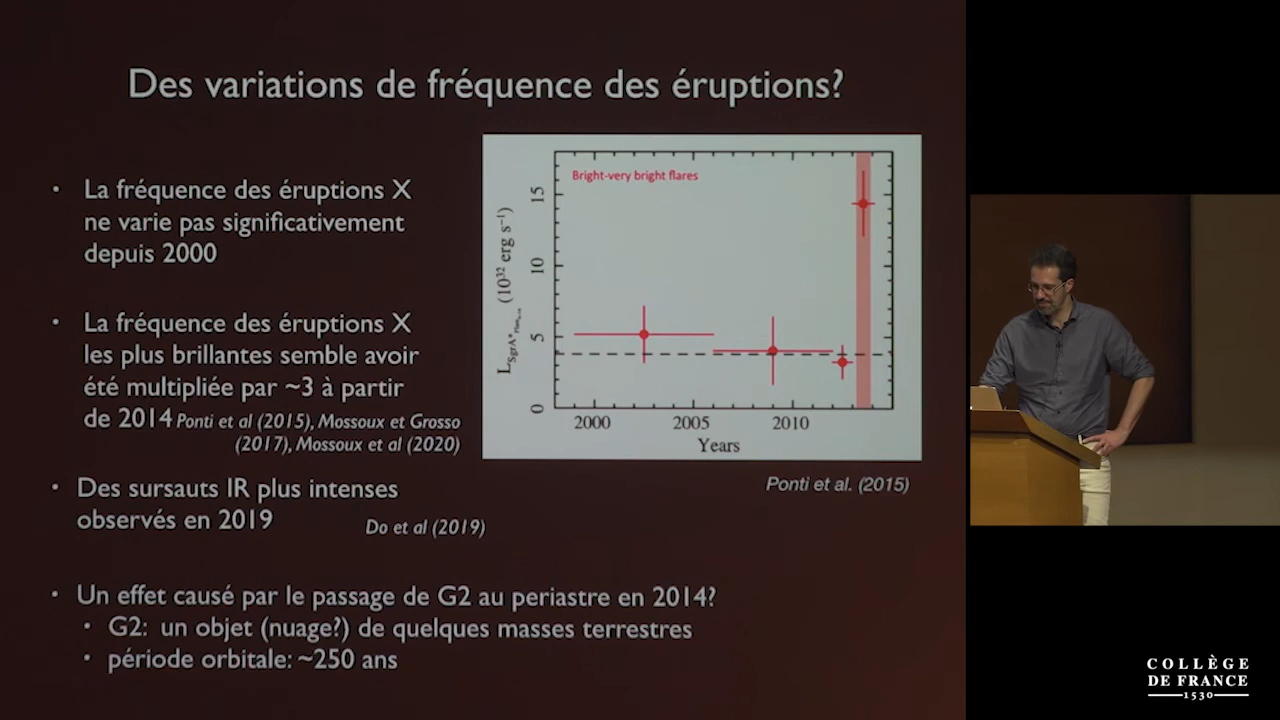 Des variations de fréquence des éruptions?
• La fréquence des éruptions X
ne varie pas significativement
depuis 2000
• La fréquence des éruptions X
les plus brillantes semble avoir
été multipliée par ~3 à partir
de 2014 Ponti et al (2015), Mossoux et Grosso
(2017), Mossoux et al (2020)
• Des sursauts IR plus intenses
observés en 2019
Do et al (2019)
• Un effet causé par le passage de G2 au periastre en 2014?
• G2: un objet (nuage?) de quelques masses terrestres
• période orbitale: ~250 ans
Bright-very bright flares
(10³² erg s⁻¹)
15
10
5
0
2000
2005
2010
Years
Ponti et al. (2015)
COLLÈGE
DE FRANCE
1530